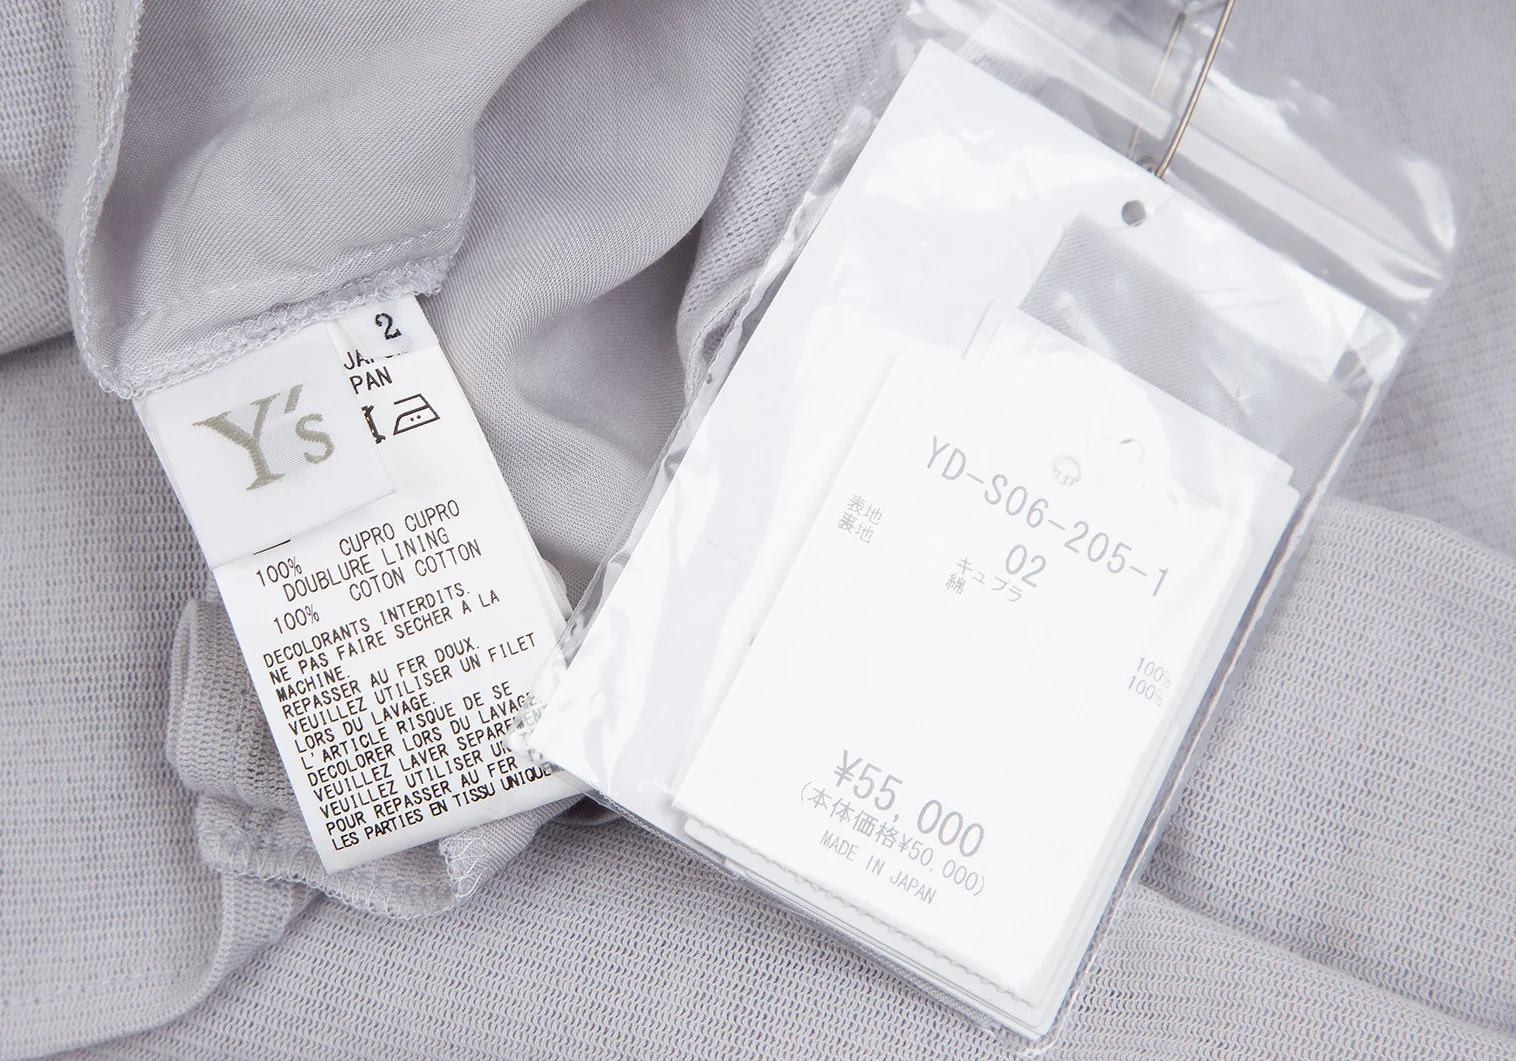 2
JAPAN
PAN
Y's
CUPRO CUPRO
100%
DOUBLURE LINING
COTON COTTON
100%
DECOLORANTS INTERDITS.
NE PAS FAIRE SECHER A LA
MACHINE.
REPASSER AU FER DOUX.
VEUILLEZ UTILISER UN FILET
LORS DU LAVAGE.
L'ARTICLE RISQUE DE SE
DECOLORER LORS DU LAVAGE.
VEUILLEZ LAVER SEPAREMENT
VEUILLEZ UTILISER UN
POUR REPASSER AU FER
LES PARTIES EN TISSU UNIQUE
YD-S06-205-1
02
表地 キュプラ 100%
裏地 綿 100%
¥55,000
(本体価格¥50,000)
MADE IN JAPAN